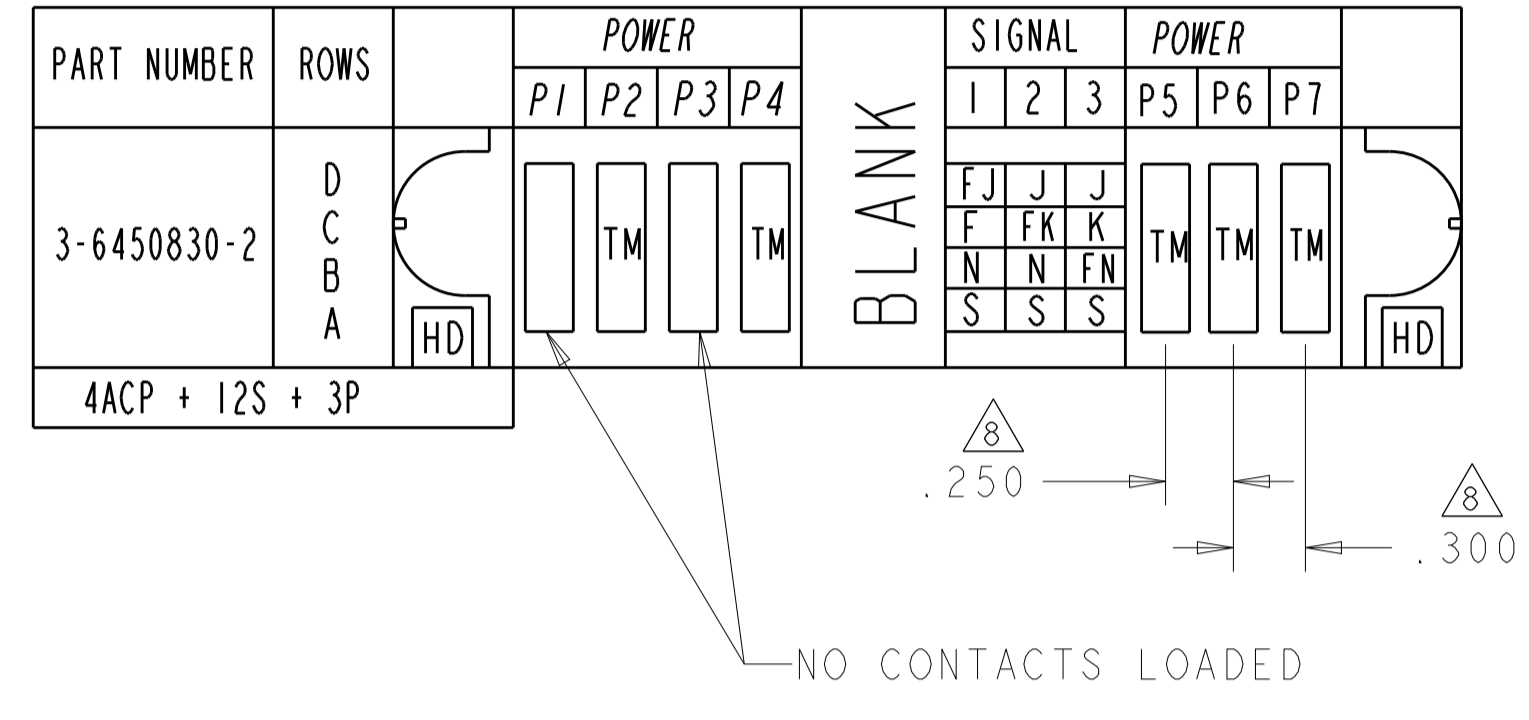 PART NUMBER ROWS POWER SIGNAL POWER
P1 P2 P3 P4 BLANK 1 2 3 P5 P6 P7
3-6450830-2
D
C
B
A
HD
TM TM
FJ J J
F FK K
N N FN
S S S
TM TM TM
HD
4ACP + 12S + 3P
8
.250
8
.300
NO CONTACTS LOADED